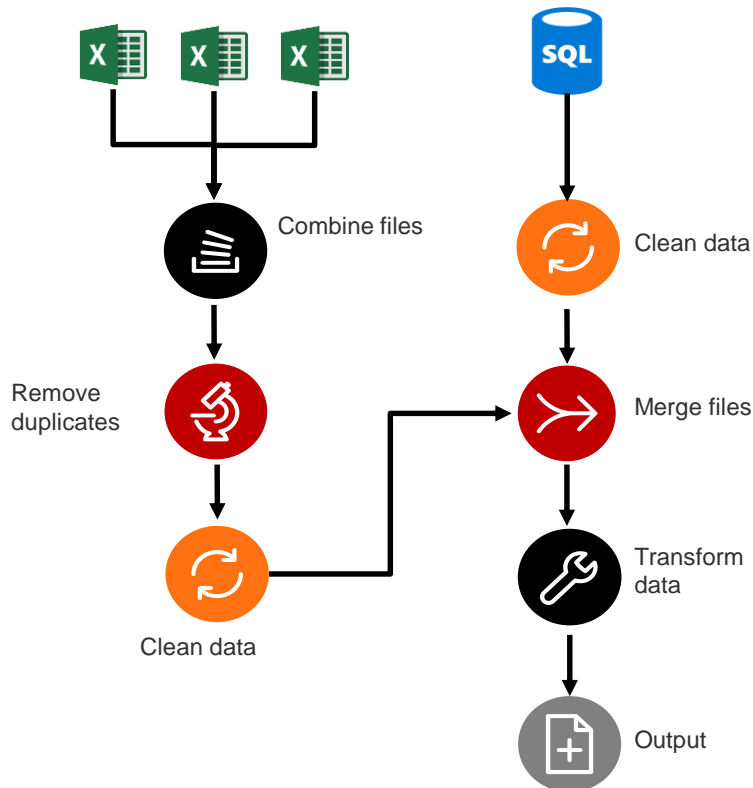 X
X
X
SQL
Combine files
Clean data
Remove
duplicates
Merge files
Transform
data
Clean data
Output